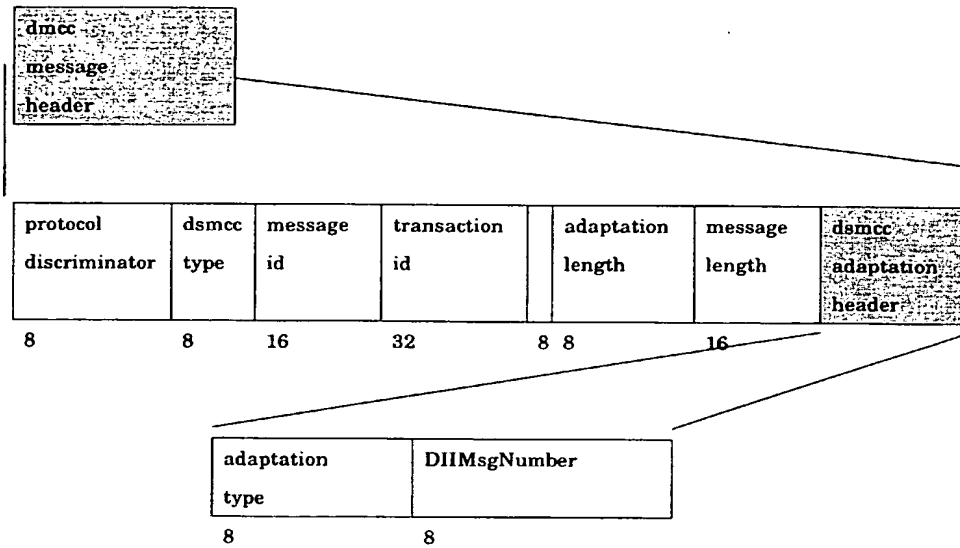 dmcc
message
header
protocol discriminator
dsmcc type
message id
transaction id
adaptation length
message length
dsmcc adaptation header
8 8 16 32 8 8 16
adaptation type
DIIMsgNumber
8 8